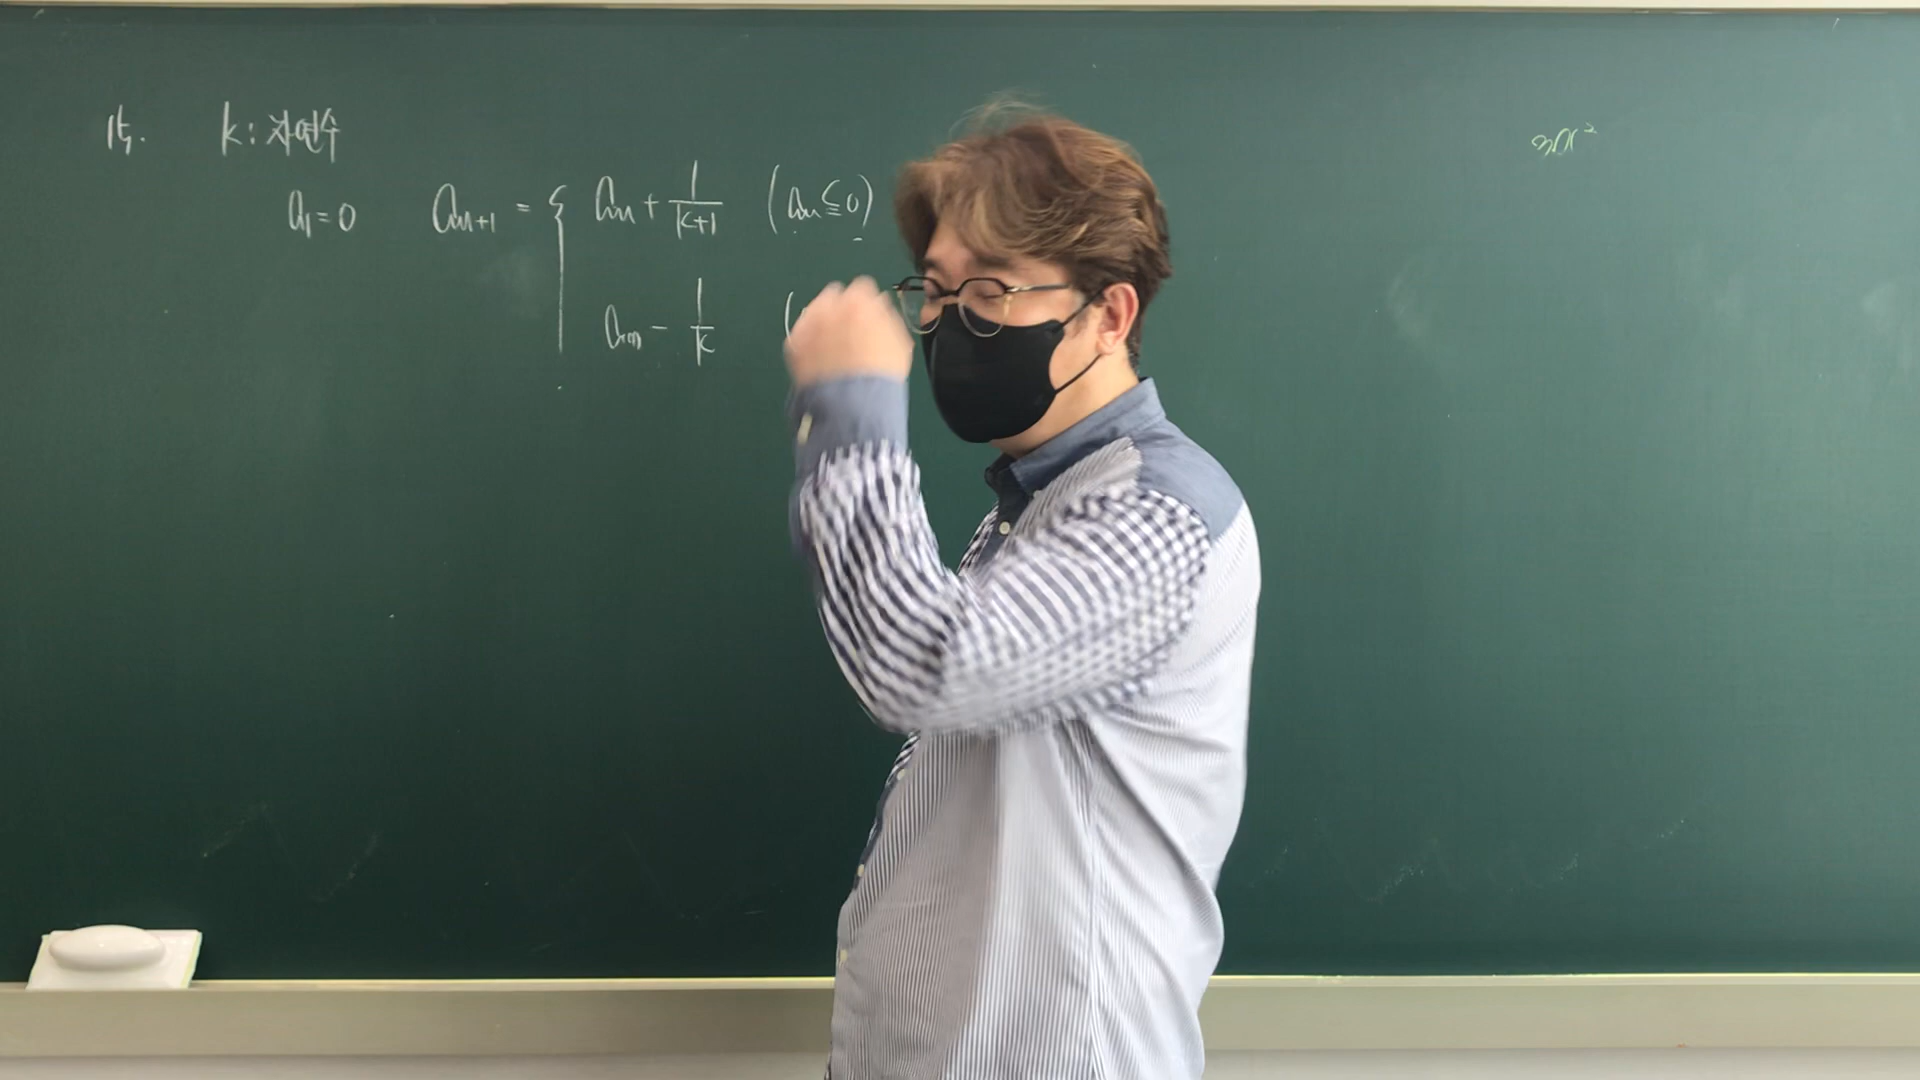 15. k: 자연수
a₁=0 aₙ₊₁ = { aₙ + 1/(k+1) (aₙ≦0)
aₙ - 1/k (